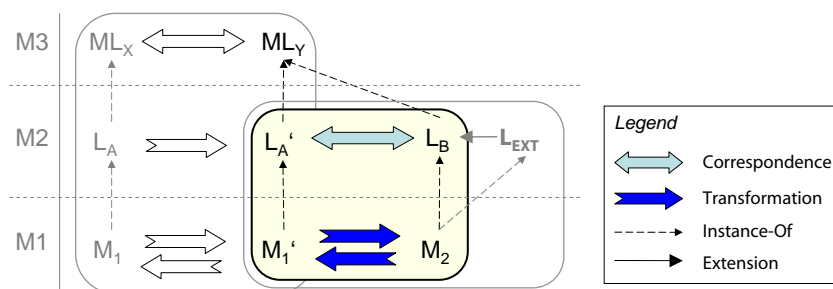 M3 ML_X ML_Y
M2 L_A L_A‘ L_B L_EXT
M1 M_1 M_1‘ M_2
Legend
Correspondence
Transformation
Instance-Of
Extension